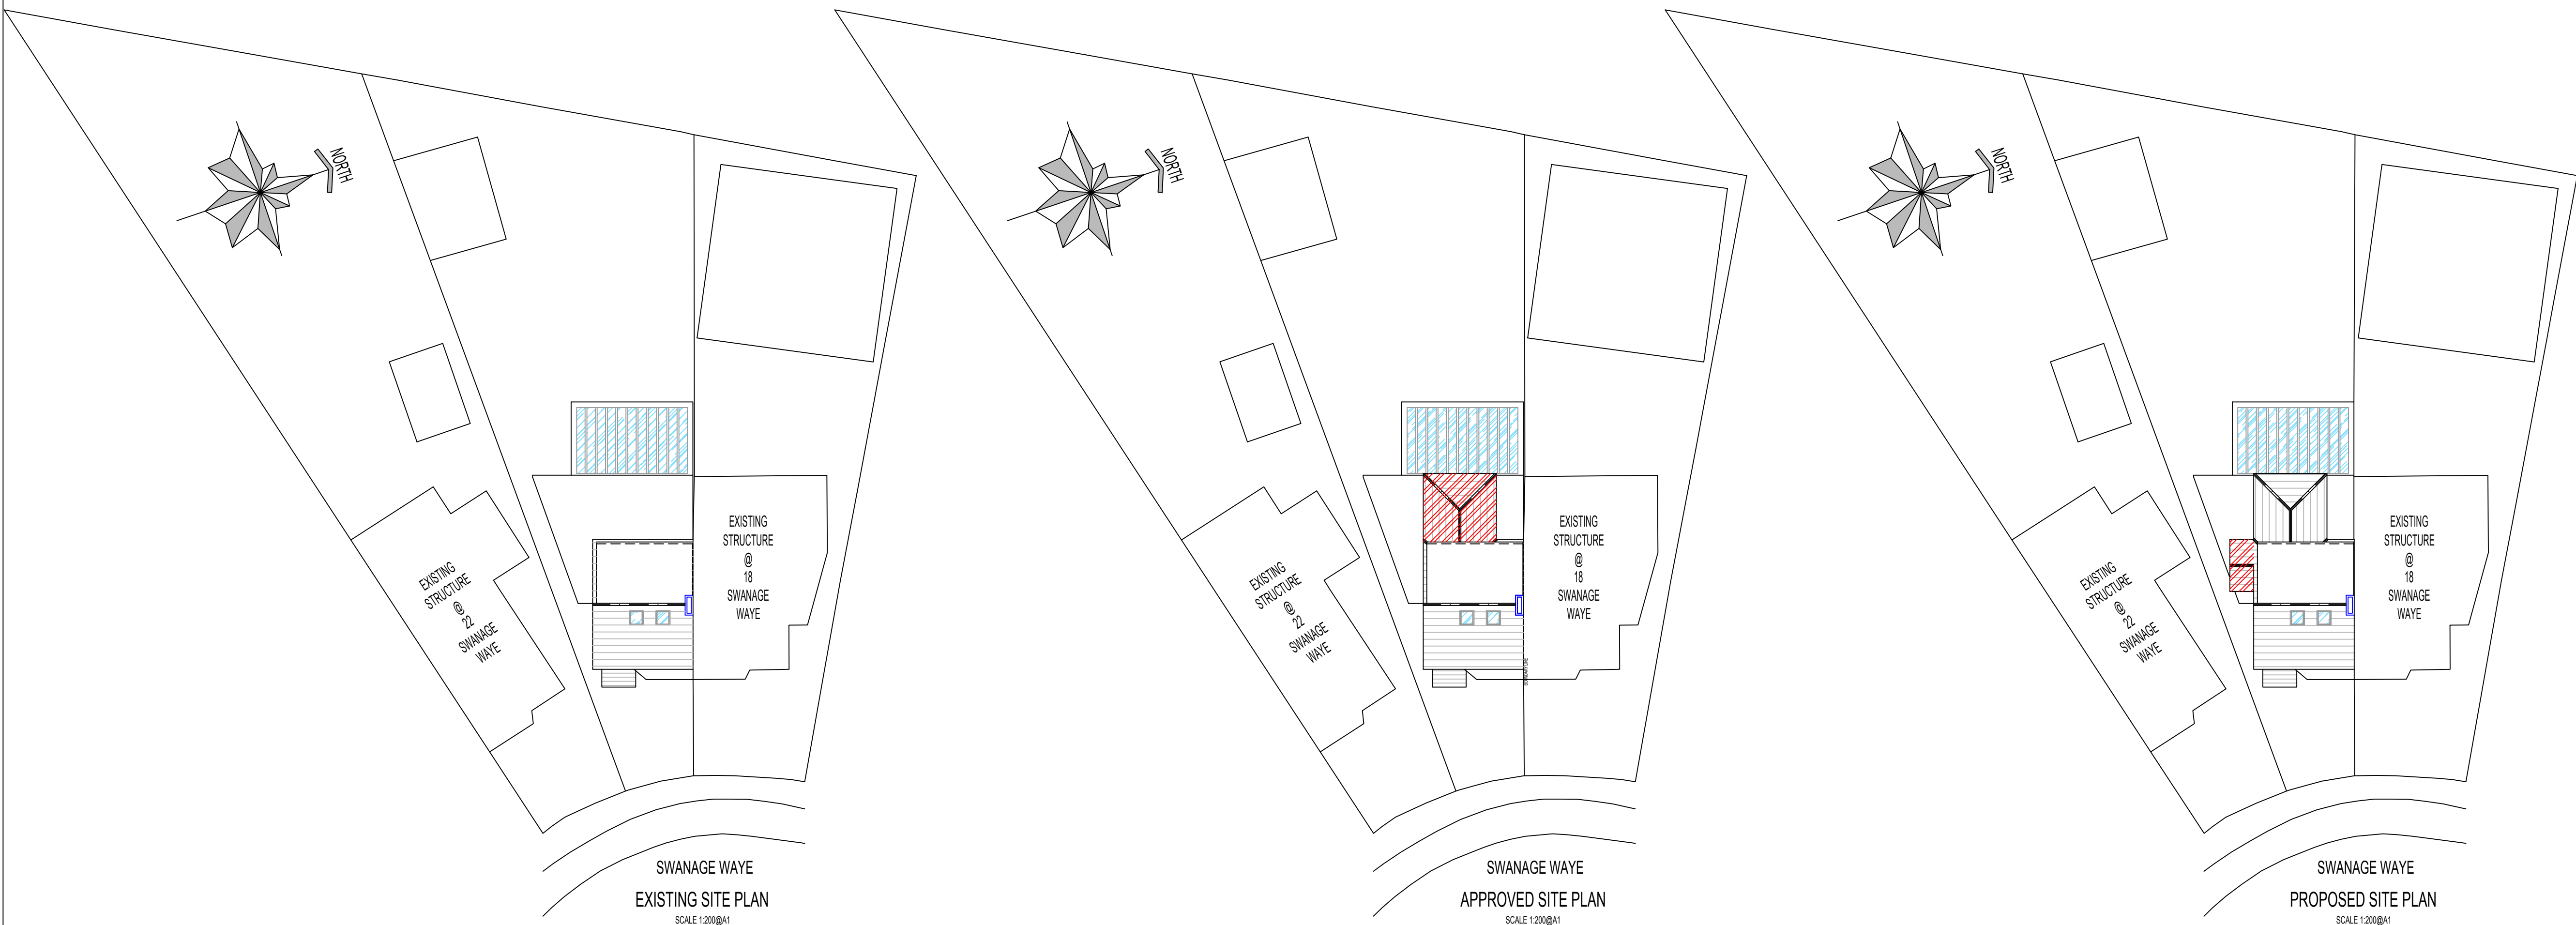 NORTH
EXISTING
STRUCTURE
@
22
SWANAGE
WAYE
EXISTING
STRUCTURE
@
18
SWANAGE
WAYE
SWANAGE WAYE
EXISTING SITE PLAN
SCALE 1:200@A1
NORTH
EXISTING
STRUCTURE
@
22
SWANAGE
WAYE
EXISTING
STRUCTURE
@
18
SWANAGE
WAYE
BOUNDARY LINE
SWANAGE WAYE
APPROVED SITE PLAN
SCALE 1:200@A1
NORTH
EXISTING
STRUCTURE
@
22
SWANAGE
WAYE
EXISTING
STRUCTURE
@
18
SWANAGE
WAYE
SWANAGE WAYE
PROPOSED SITE PLAN
SCALE 1:200@A1